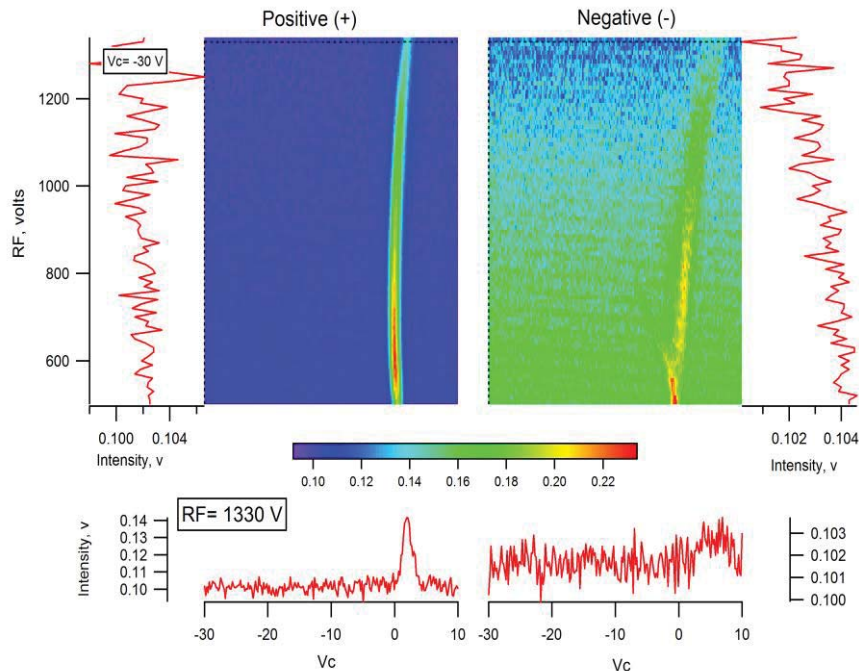 Positive (+)
Negative (-)
Vc= -30 V
RF, volts
1200
1000
800
600
0.100 0.104
Intensity, v
0.102 0.104
Intensity, v
0.10 0.12 0.14 0.16 0.18 0.20 0.22
RF= 1330 V
Intensity, v
0.14
0.13
0.12
0.11
0.10
-30 -20 -10 0 10
Vc
-30 -20 -10 0 10
Vc
0.103
0.102
0.101
0.100